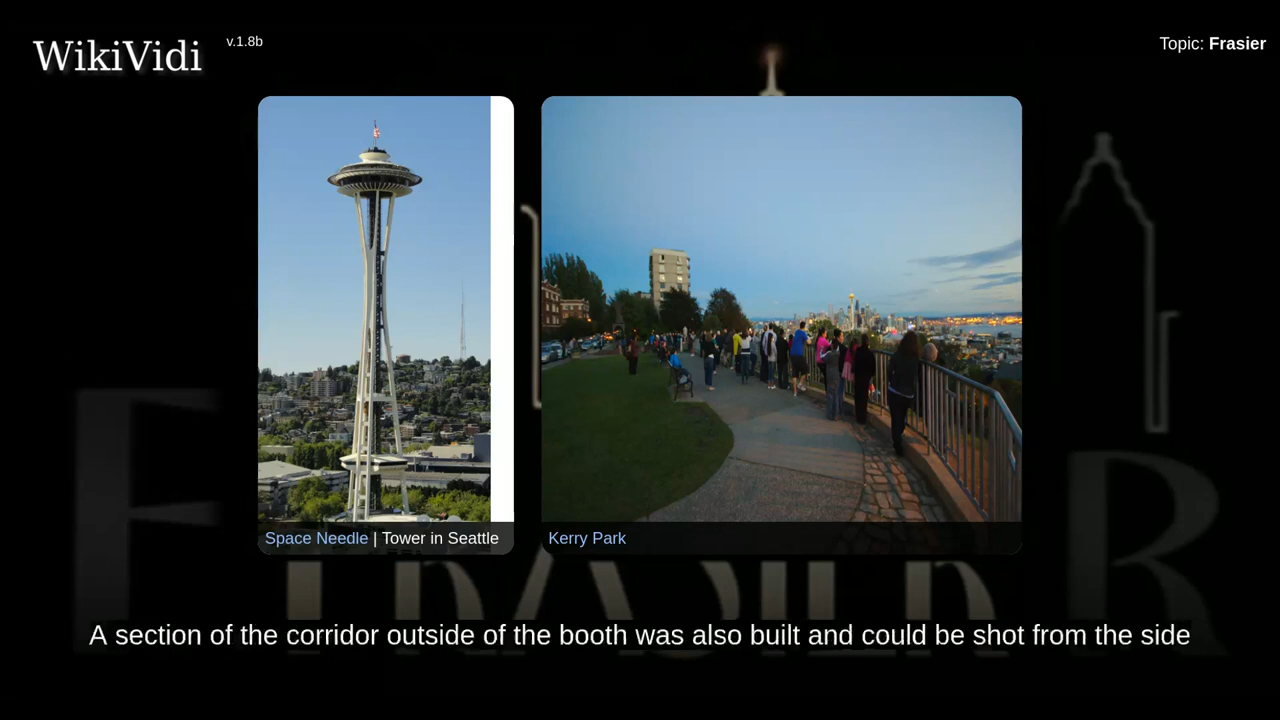 WikiVidi
v.1.8b
Topic: Frasier
Space Needle | Tower in Seattle
Kerry Park
FRASIER
A section of the corridor outside of the booth was also built and could be shot from the side